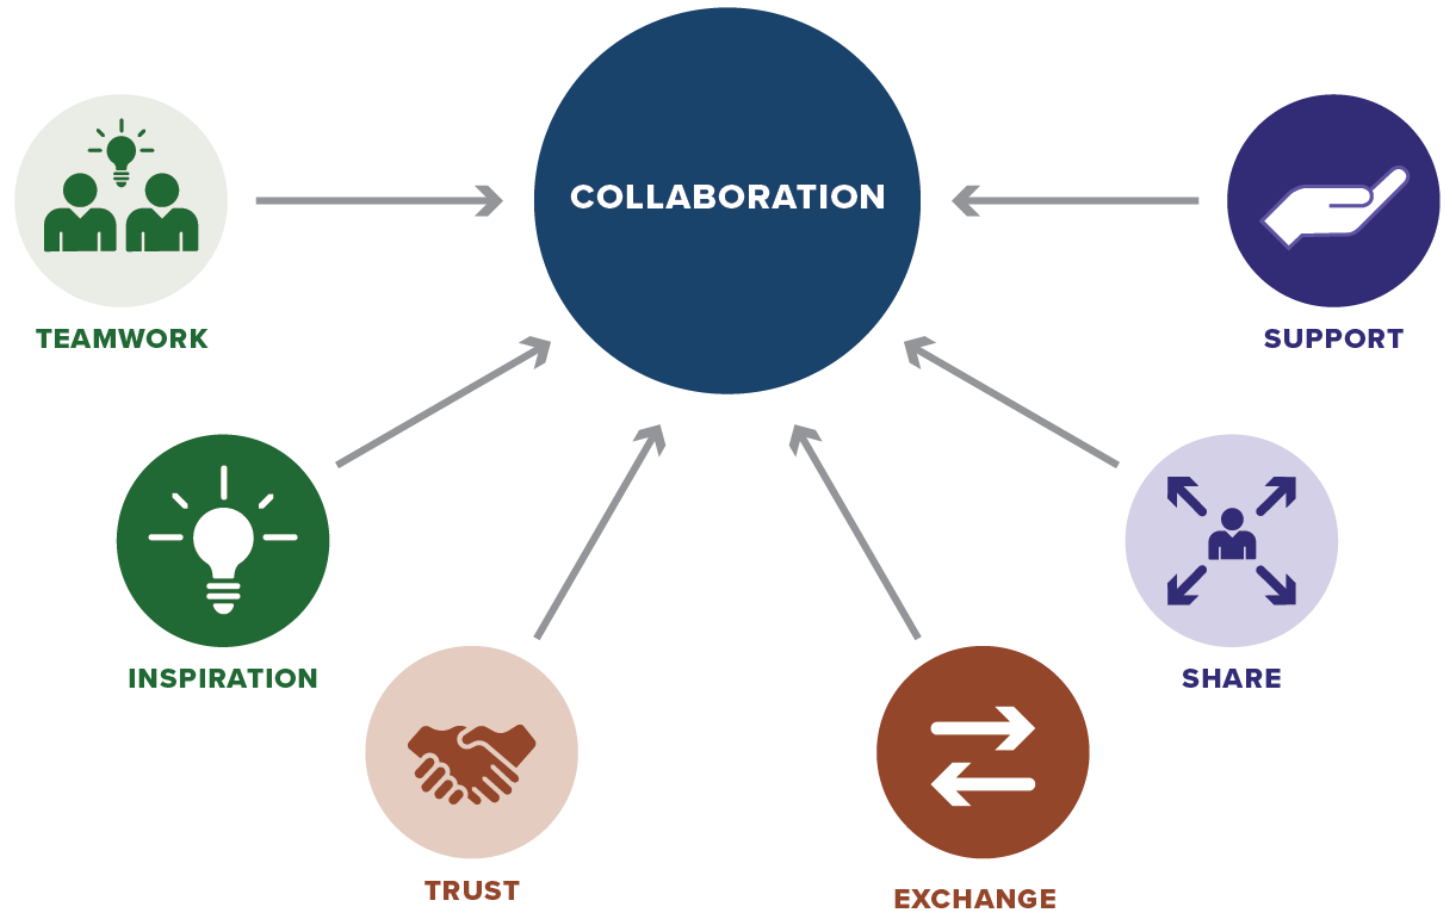 COLLABORATION
TEAMWORK
SUPPORT
INSPIRATION
SHARE
TRUST
EXCHANGE